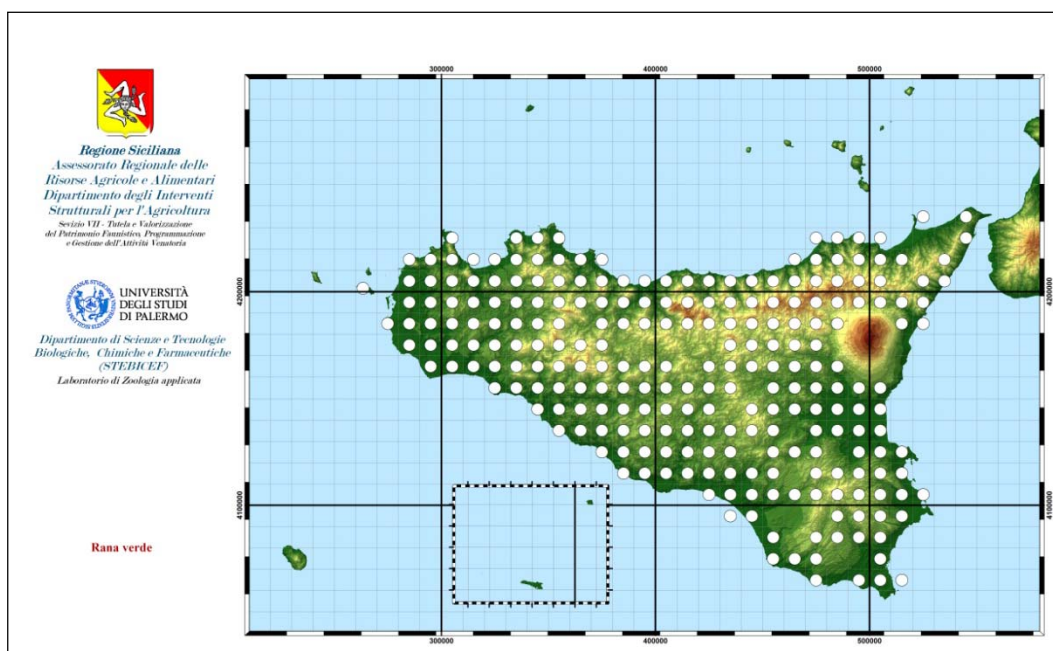 Regione Siciliana
Assessorato Regionale delle
Risorse Agricole e Alimentari
Dipartimento degli Interventi
Strutturali per l'Agricoltura
Sevizio VII - Tutela e Valorizzazione
del Patrimonio Faunistico, Programmazione
e Gestione dell'Attività Venatoria
UNIVERSITÀ
DEGLI STUDI
DI PALERMO
Dipartimento di Scienze e Tecnologie
Biologiche, Chimiche e Farmaceutiche
(STEBICEF)
Laboratorio di Zoologia applicata
Rana verde
300000
400000
500000
4200000
4200000
4100000
4100000
300000
400000
500000